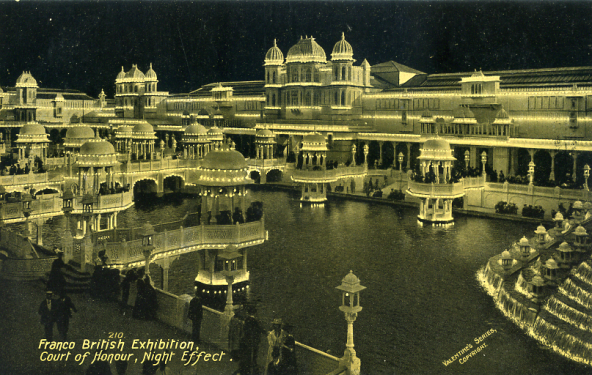 210.
Franco British Exhibition,
Court of Honour, Night Effect.
VALENTINE'S SERIES,
COPYRIGHT.